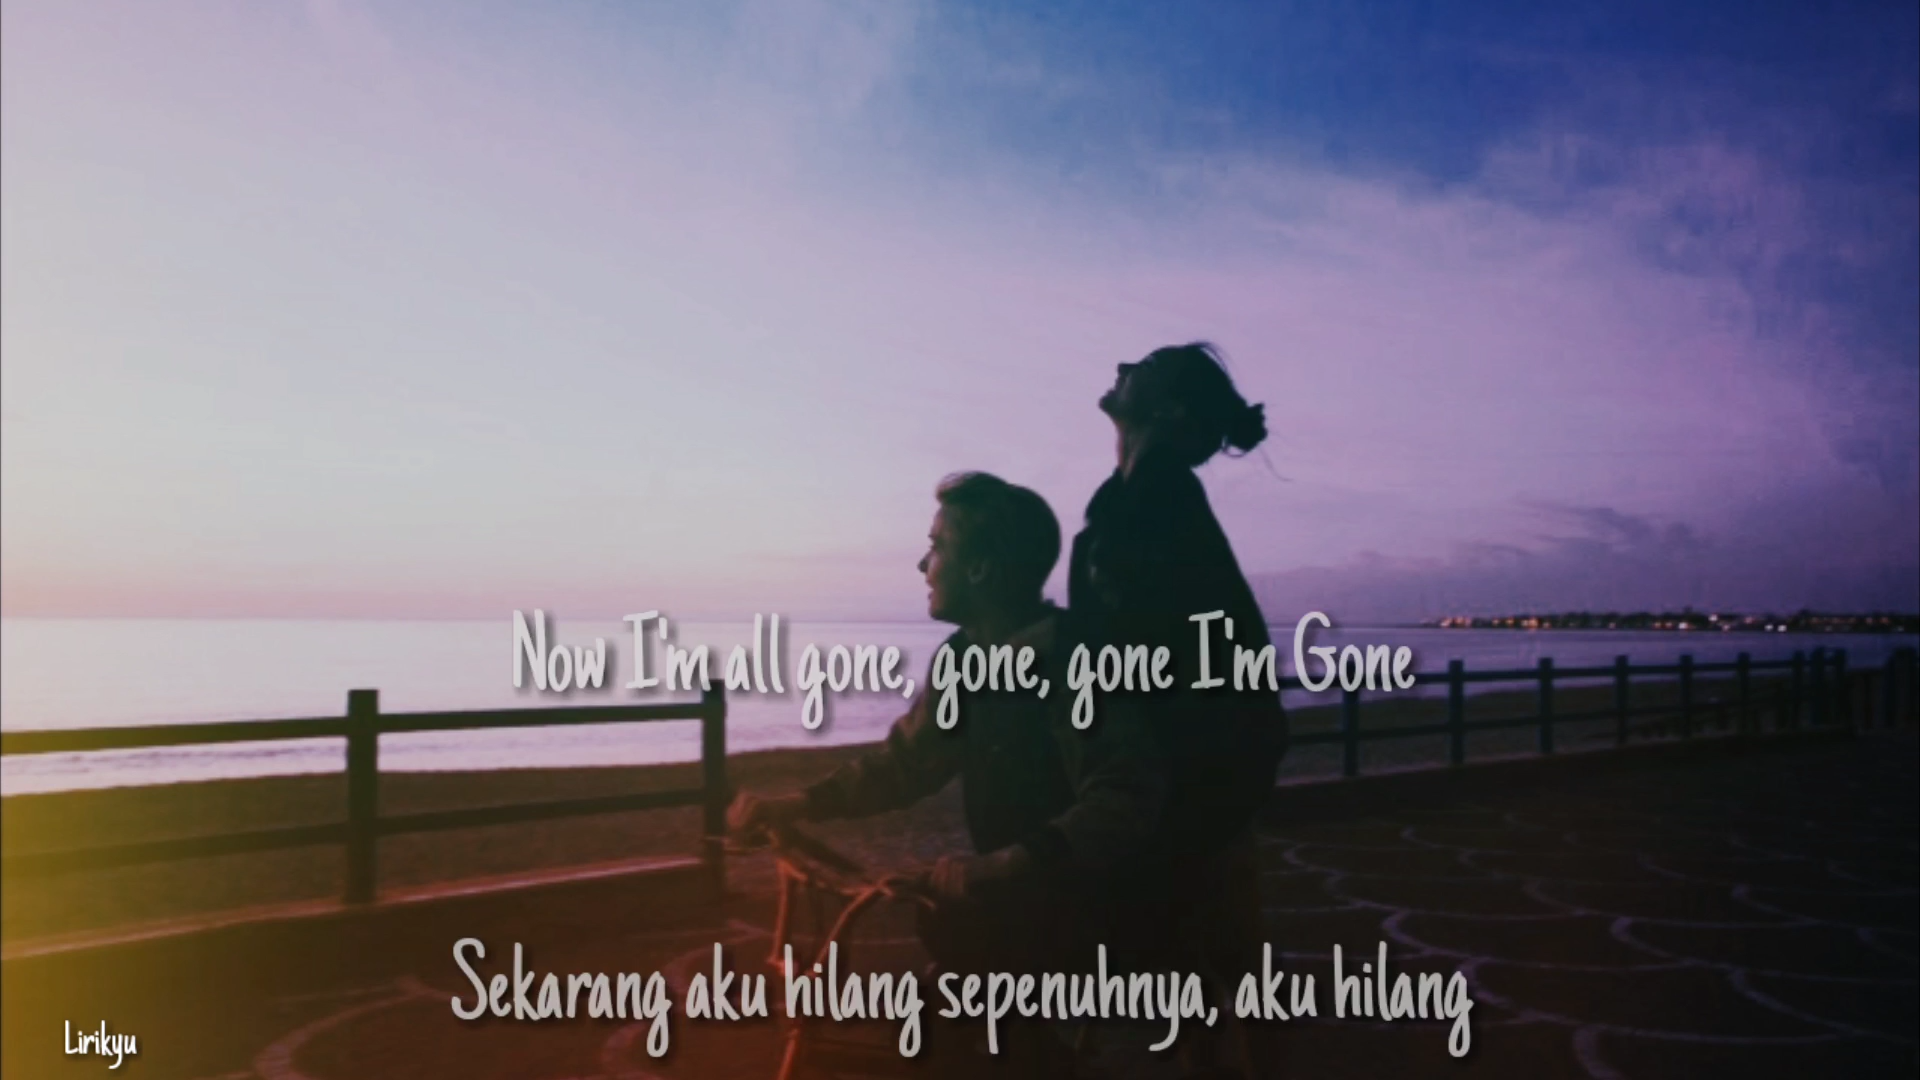 Now I'm all gone, gone, gone I'm Gone
Sekarang aku hilang sepenuhnya, aku hilang
Lirikyu